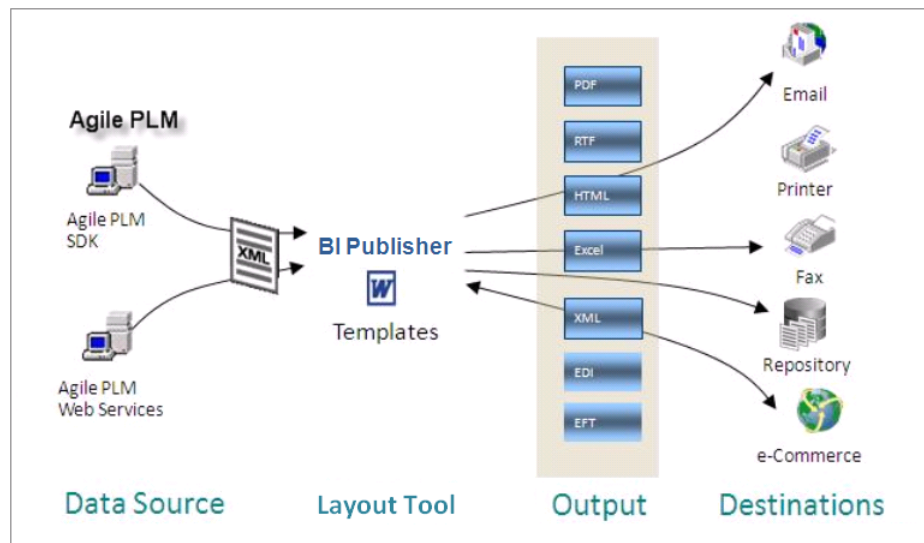 Agile PLM
Agile PLM
SDK
XML
Agile PLM
Web Services
BI Publisher
W
Templates
PDF
RTF
HTML
Excel
XML
EDI
EFT
Email
Printer
Fax
Repository
e-Commerce
Data Source
Layout Tool
Output
Destinations